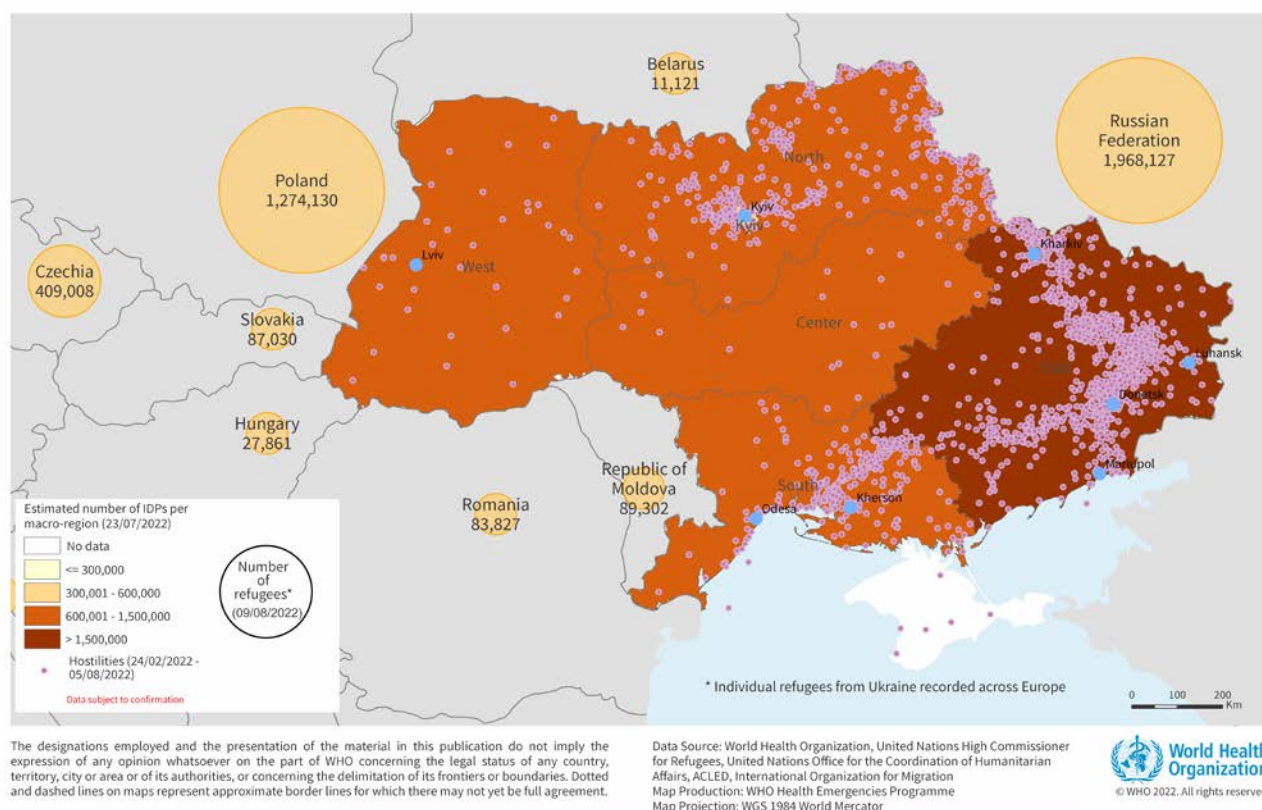 Belarus
11,121
Russian
Federation
1,968,127
Poland
1,274,130
North
Kyiv
Kyiv
Kharkiv
Czechia
409,008
Lviv
West
Slovakia
87,030
Center
East
Luhansk
Donetsk
Hungary
27,861
Mariupol
Republic of
Moldova
89,302
South
Kherson
Odesa
Romania
83,827
Estimated number of IDPs per
macro-region (23/07/2022)
No data
<= 300,000
300,001 - 600,000
600,001 - 1,500,000
> 1,500,000
Hostilities (24/02/2022 -
05/08/2022)
Data subject to confirmation
Number
of
refugees*
(09/08/2022)
* Individual refugees from Ukraine recorded across Europe
0 100 200
Km
The designations employed and the presentation of the material in this publication do not imply the
expression of any opinion whatsoever on the part of WHO concerning the legal status of any country,
territory, city or area or of its authorities, or concerning the delimitation of its frontiers or boundaries. Dotted
and dashed lines on maps represent approximate border lines for which there may not yet be full agreement.
Data Source: World Health Organization, United Nations High Commissioner
for Refugees, United Nations Office for the Coordination of Humanitarian
Affairs, ACLED, International Organization for Migration
Map Production: WHO Health Emergencies Programme
Map Projection: WGS 1984 World Mercator
World Health
Organization
© WHO 2022. All rights reserved